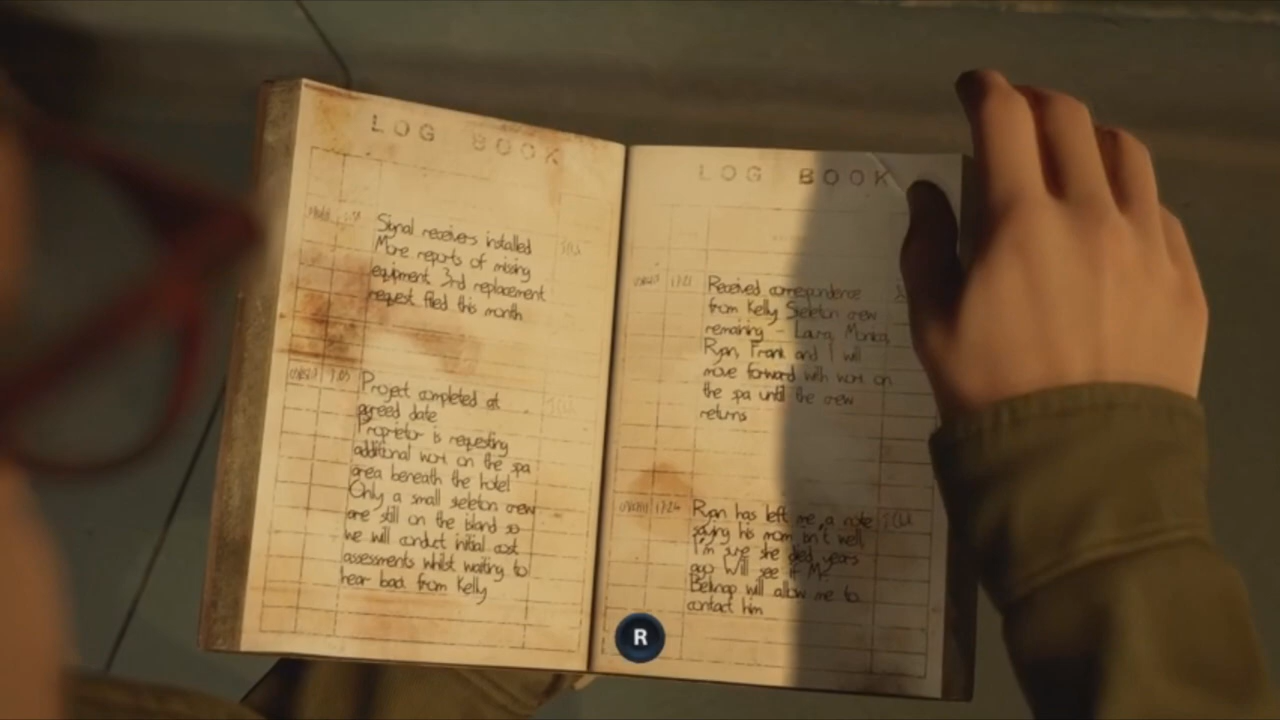 LOG BOOK
Signal receivers installed
More reports of missing
equipment. 3rd replacement
request filed this month
Project completed at
agreed date
Proprietor is requesting
additional work on the spa
area beneath the hotel
Only a small skeleton crew
are still on the island so
we will conduct initial cost
assessments whilst waiting to
hear back from Kelly
LOG BOOK
17:21
Received correspondence
from Kelly Skeleton crew
remaining - Laura, Monica,
Ryan, Frank and I will
move forward with work on
the spa until the crew
returns
17:26
Ryan has left me a note
saying his mom isn't well
I'm sure she died years
ago Will see if Mr
Belknap will allow me to
contact him
R